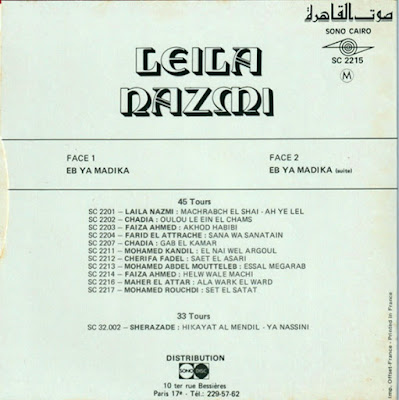 صوت القاهرة
SONO CAIRO
SC 2215
M
LEILA
NAZMI
FACE 1
EB YA MADIKA
FACE 2
EB YA MADIKA (suite)
45 Tours
SC 2201 – LAILA NAZMI : MACHRABCH EL SHAI - AH YE LEL
SC 2202 – CHADIA : OULOU LE EIN EL CHAMS
SC 2203 – FAIZA AHMED : AKHOD HABIBI
SC 2204 – FARID EL ATTRACHE : SANA WA SANATAIN
SC 2207 – CHADIA : GAB EL KAMAR
SC 2211 – MOHAMED KANDIL : EL NAI WEL ARGOUL
SC 2212 – CHERIFA FADEL : SAET EL ASARI
SC 2213 – MOHAMED ABDEL MOUTTELEB : ESSAL MEGARAB
SC 2214 – FAIZA AHMED : HELW WALE MACHI
SC 2216 – MAHER EL ATTAR : ALA WARK EL WARD
SC 2217 – MOHAMED ROUCHDI : SET EL SATAT
33 Tours
SC 32.002 – SHERAZADE : HIKAYAT AL MENDIL - YA NASSINI
DISTRIBUTION
SONO DISC
10 ter rue Bessières
Paris 17e - Tél.: 229-57-62
Imp. Offset-France - Printed in France